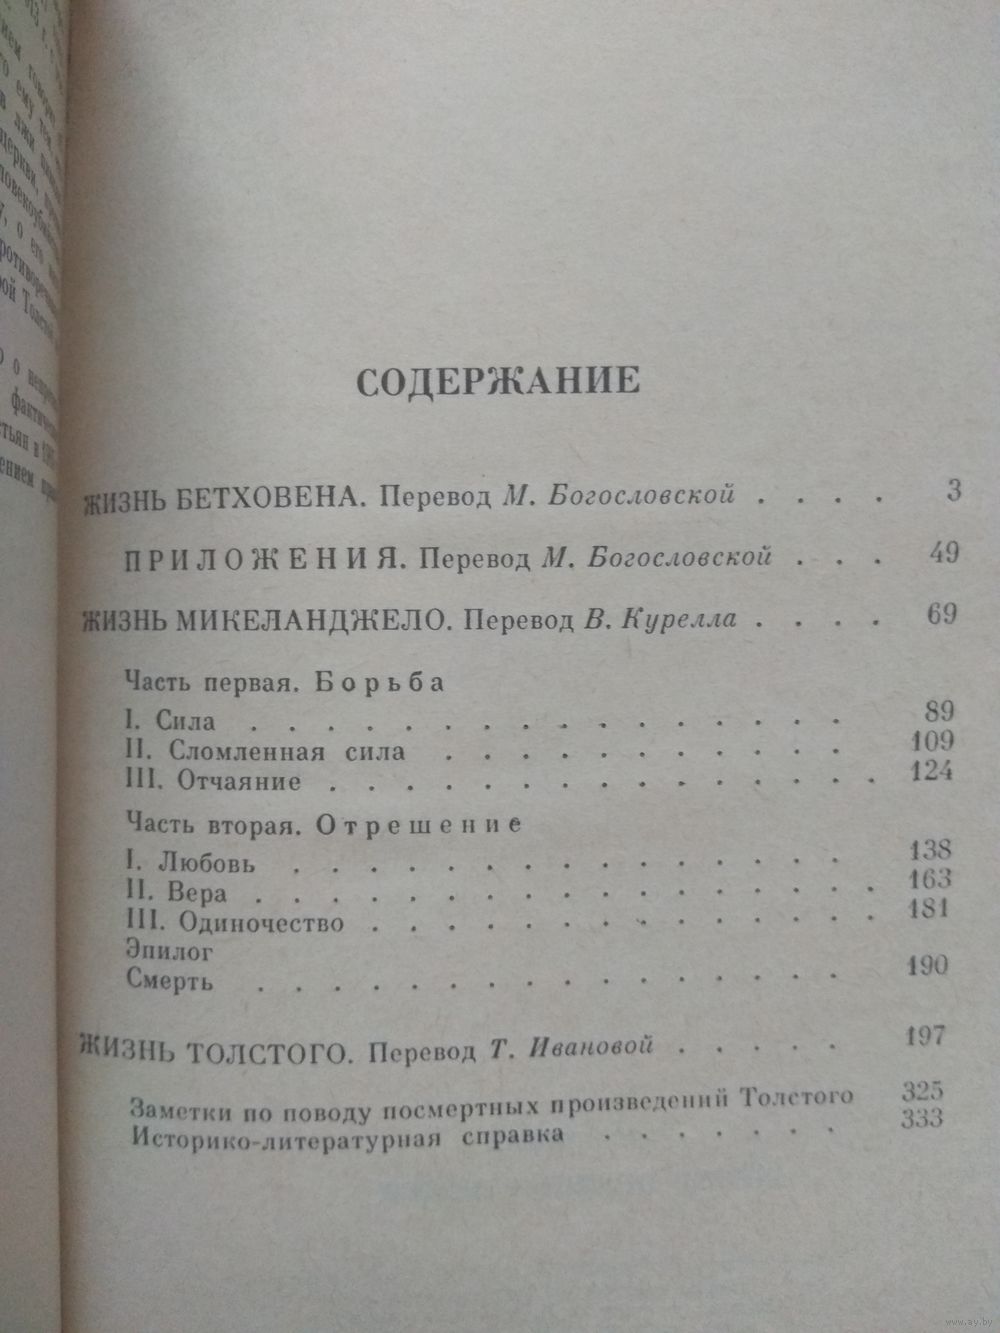 СОДЕРЖАНИЕ
ЖИЗНЬ БЕТХОВЕНА. Перевод М. Богословской . . . . 3
ПРИЛОЖЕНИЯ. Перевод М. Богословской . . . 49
ЖИЗНЬ МИКЕЛАНДЖЕЛО. Перевод В. Курелла . . . . 69
Часть первая. Борьба
I. Сила . . . . . . . . . . . . . . . . 89
II. Сломленная сила . . . . . . . . . . . 109
III. Отчаяние . . . . . . . . . . . . . . . 124
Часть вторая. Отрешение
I. Любовь . . . . . . . . . . . . . . . 138
II. Вера . . . . . . . . . . . . . . . . . 163
III. Одиночество . . . . . . . . . . . . . . 181
Эпилог
Смерть . . . . . . . . . . . . . . . . 190
ЖИЗНЬ ТОЛСТОГО. Перевод Т. Ивановой . . . . . 197
Заметки по поводу посмертных произведений Толстого 325
Историко-литературная справка . . . . . . . 333
www.ay.by